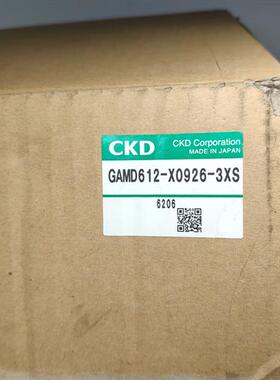 CKD
CKD Corporation
MADE IN JAPAN
GAMD612-X0926-3XS
6206